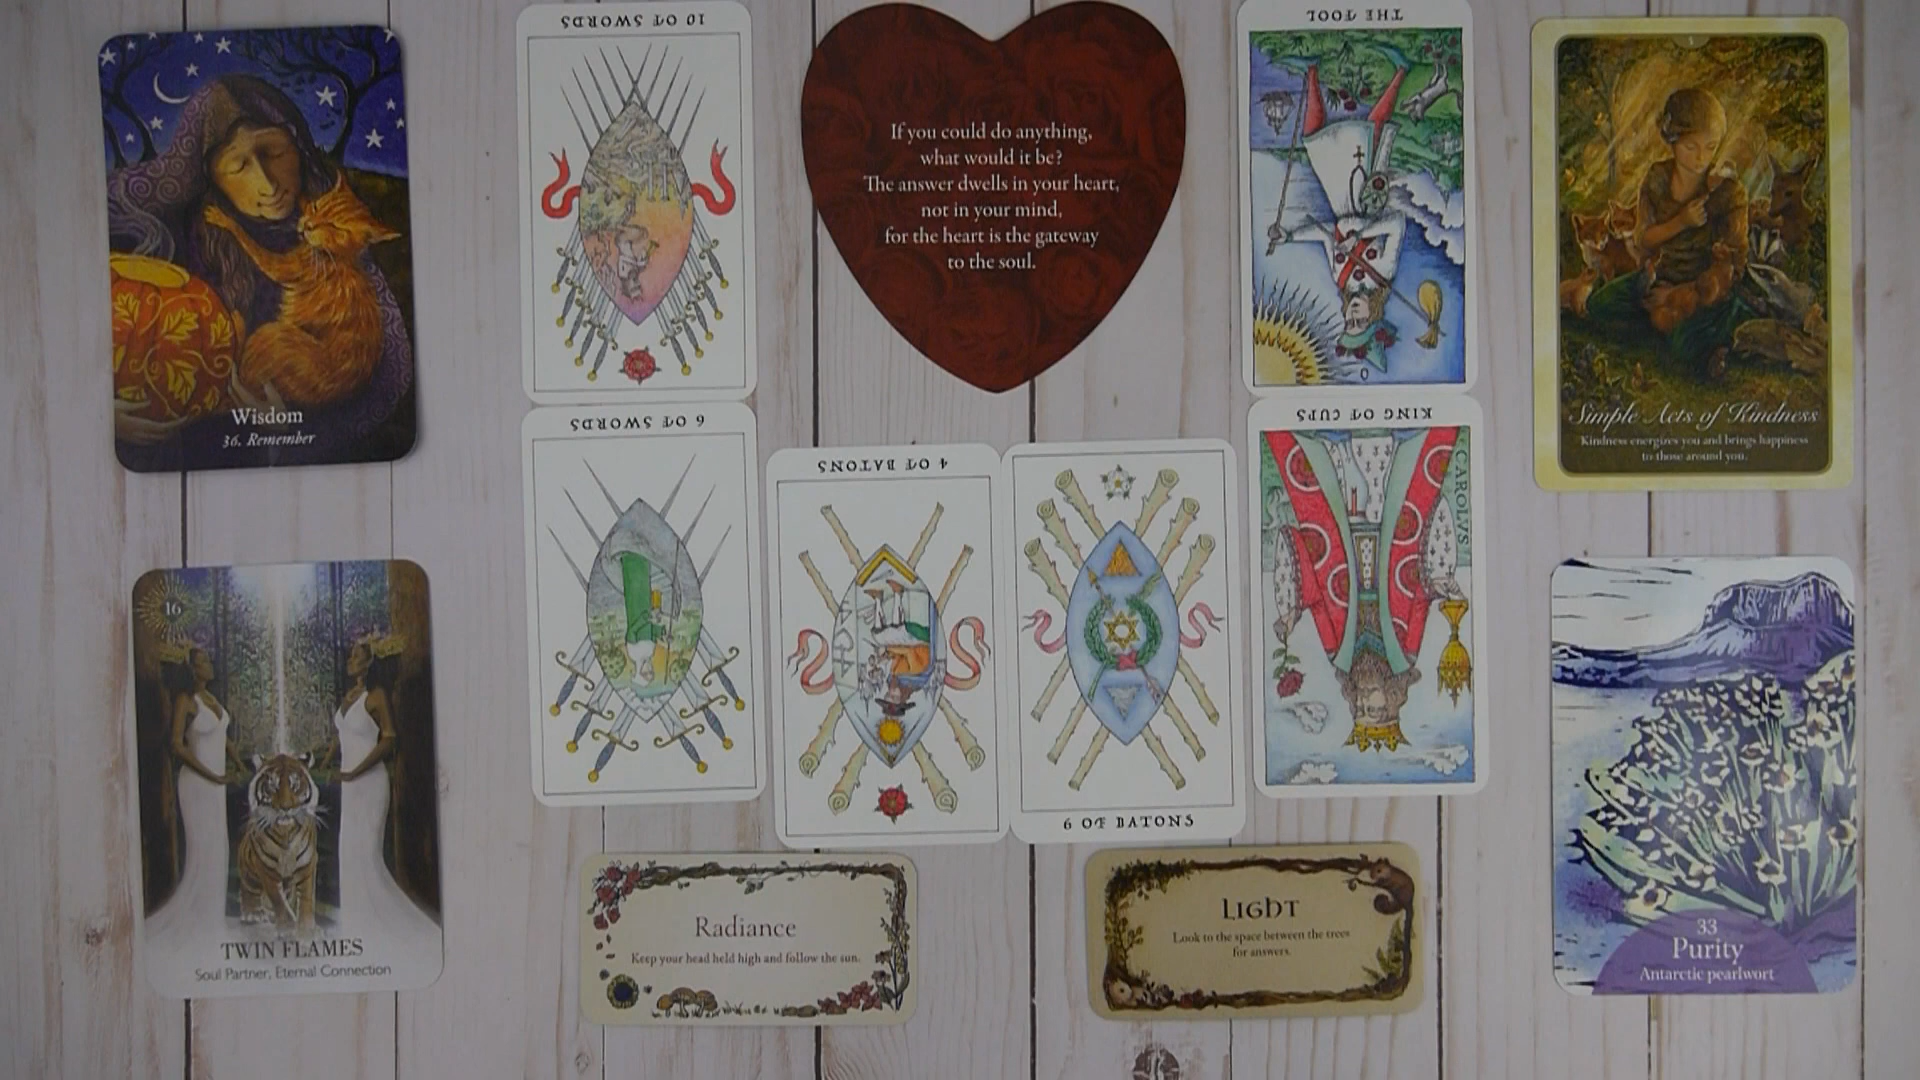 Wisdom
36. Remember
10 OF SWORDS
If you could do anything,
what would it be?
The answer dwells in your heart,
not in your mind,
for the heart is the gateway
to the soul.
THE FOOL
0
Simple Acts of Kindness
Kindness energizes you and brings happiness
to those around you.
6 OF SWORDS
4 OF BATONS
6 OF BATONS
KING OF CUPS
CAROLVS
16
TWIN FLAMES
Soul Partner, Eternal Connection
Radiance
Keep your head held high and follow the sun.
LIGHT
Look to the space between the trees
for answers.
33
Purity
Antarctic pearlwort